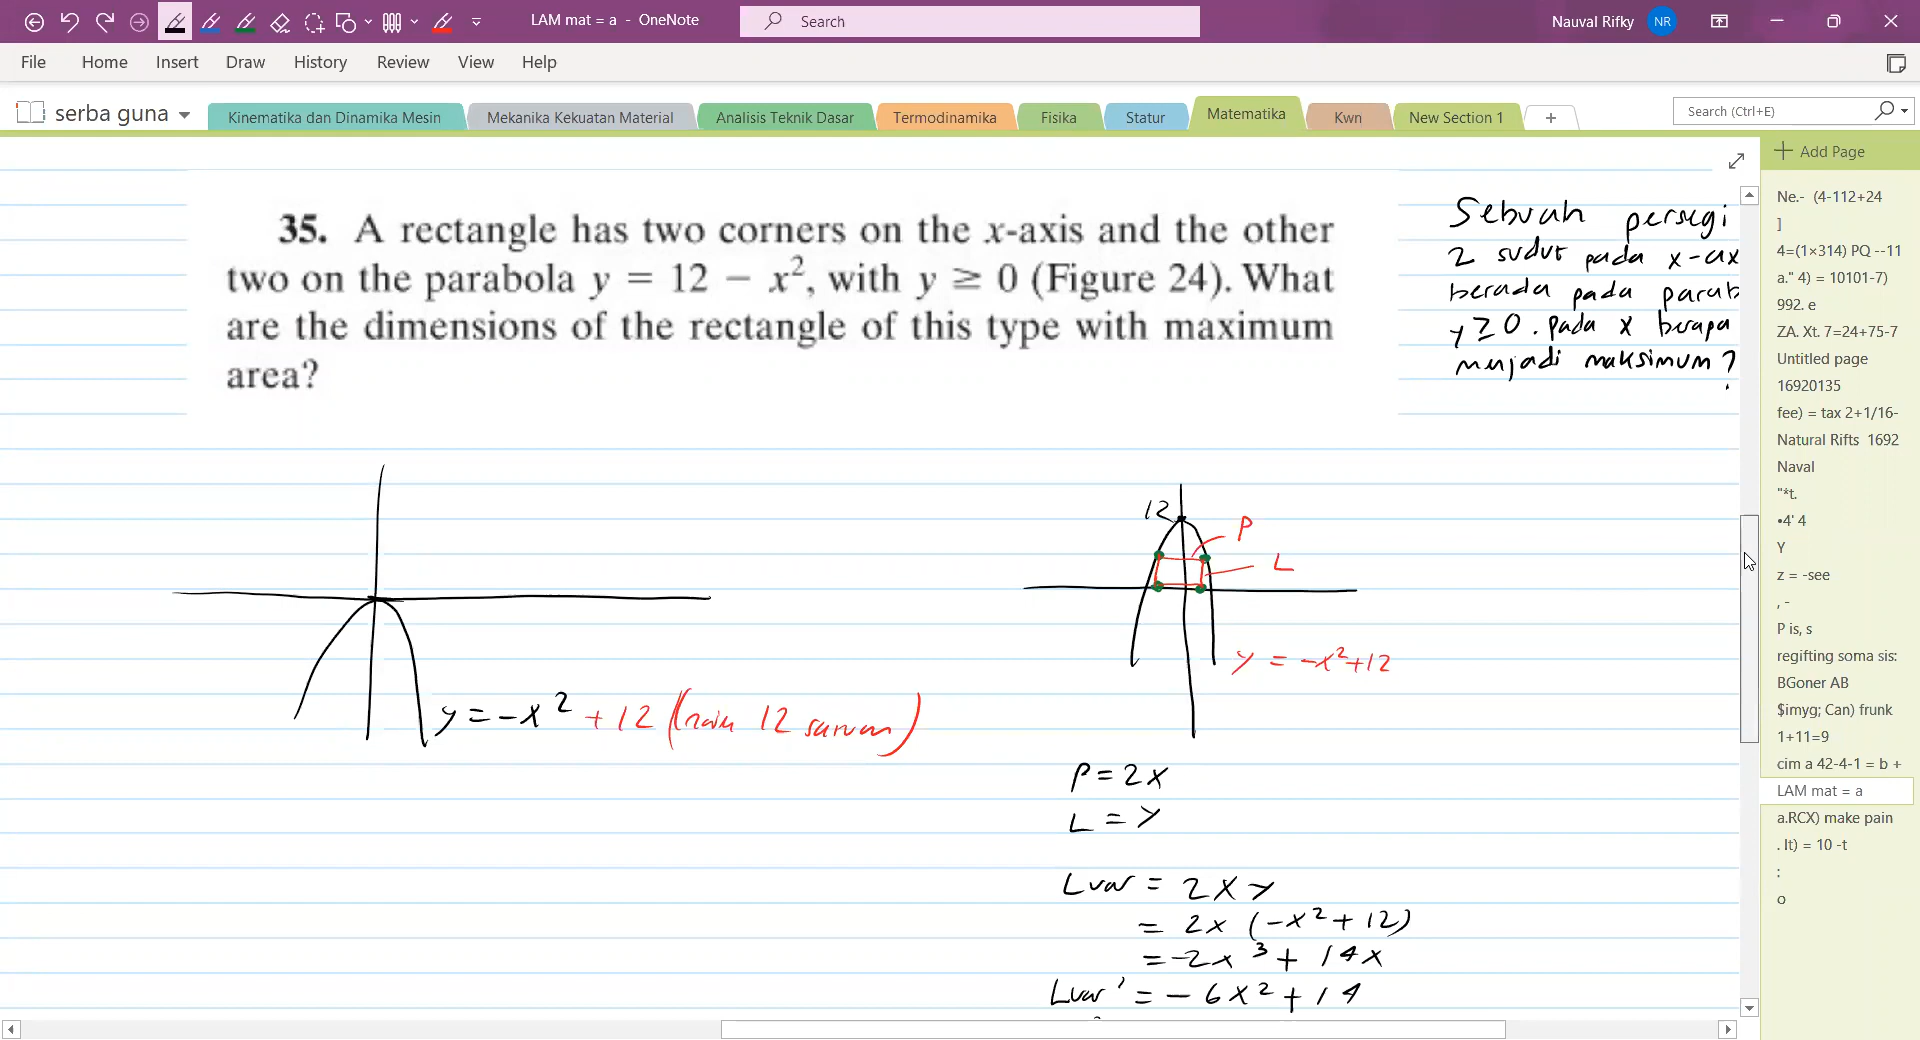 LAM mat = a - OneNote
Search
Nauval Rifky
NR
File Home Insert Draw History Review View Help
serba guna
Kinematika dan Dinamika Mesin
Mekanika Kekuatan Material
Analisis Teknik Dasar
Termodinamika
Fisika
Statur
Matematika
Kwn
New Section 1
+
Search (Ctrl+E)
35. A rectangle has two corners on the x-axis and the other
two on the parabola y = 12 − x², with y ≥ 0 (Figure 24). What
are the dimensions of the rectangle of this type with maximum
area?
Sebuah persegi
2 sudut pada x-ax
berada pada parab
y ≥ 0. pada x berapa
menjadi maksimum?
12
P
L
y = -x²+12
y = -x² + 12 (naik 12 satuan)
P = 2x
L = y
Luas = 2xy
= 2x (-x² + 12)
= -2x³ + 14x
Luas' = - 6x² + 14
Add Page
Ne.- (4-112+24
]
4=(1×314) PQ --11
a." 4) = 10101-7)
992. e
ZA. Xt. 7=24+75-7
Untitled page
16920135
fee) = tax 2+1/16-
Natural Rifts 1692
Naval
"*t.
•4' 4
Y
z = -see
, -
P is, s
regifting soma sis:
BGoner AB
$imyg; Can) frunk
1+11=9
cim a 42-4-1 = b +
LAM mat = a
a.RCX) make pain
. It) = 10 -t
:
o